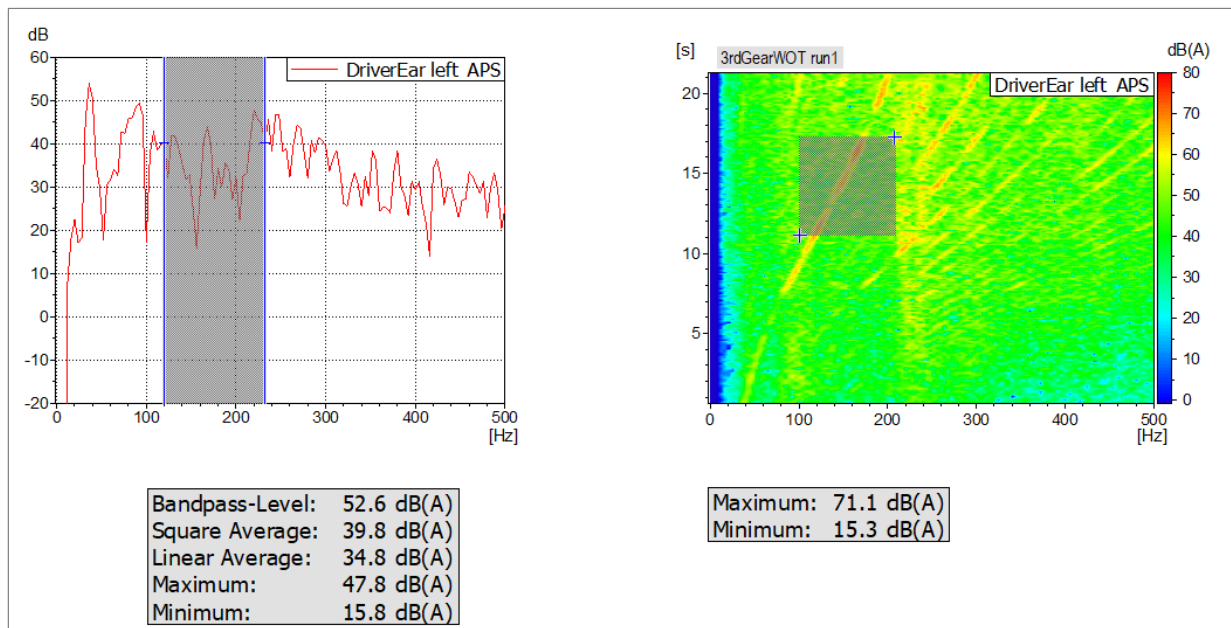 dB
60
50
40
30
20
10
0
-10
-20
0 100 200 300 400 500
[Hz]
DriverEar left APS
[s]
3rdGearWOT run1
dB(A)
DriverEar left APS
20
15
10
5
0 100 200 300 400 500
[Hz]
80
70
60
50
40
30
20
10
0
Bandpass-Level: 52.6 dB(A)
Square Average: 39.8 dB(A)
Linear Average: 34.8 dB(A)
Maximum: 47.8 dB(A)
Minimum: 15.8 dB(A)
Maximum: 71.1 dB(A)
Minimum: 15.3 dB(A)